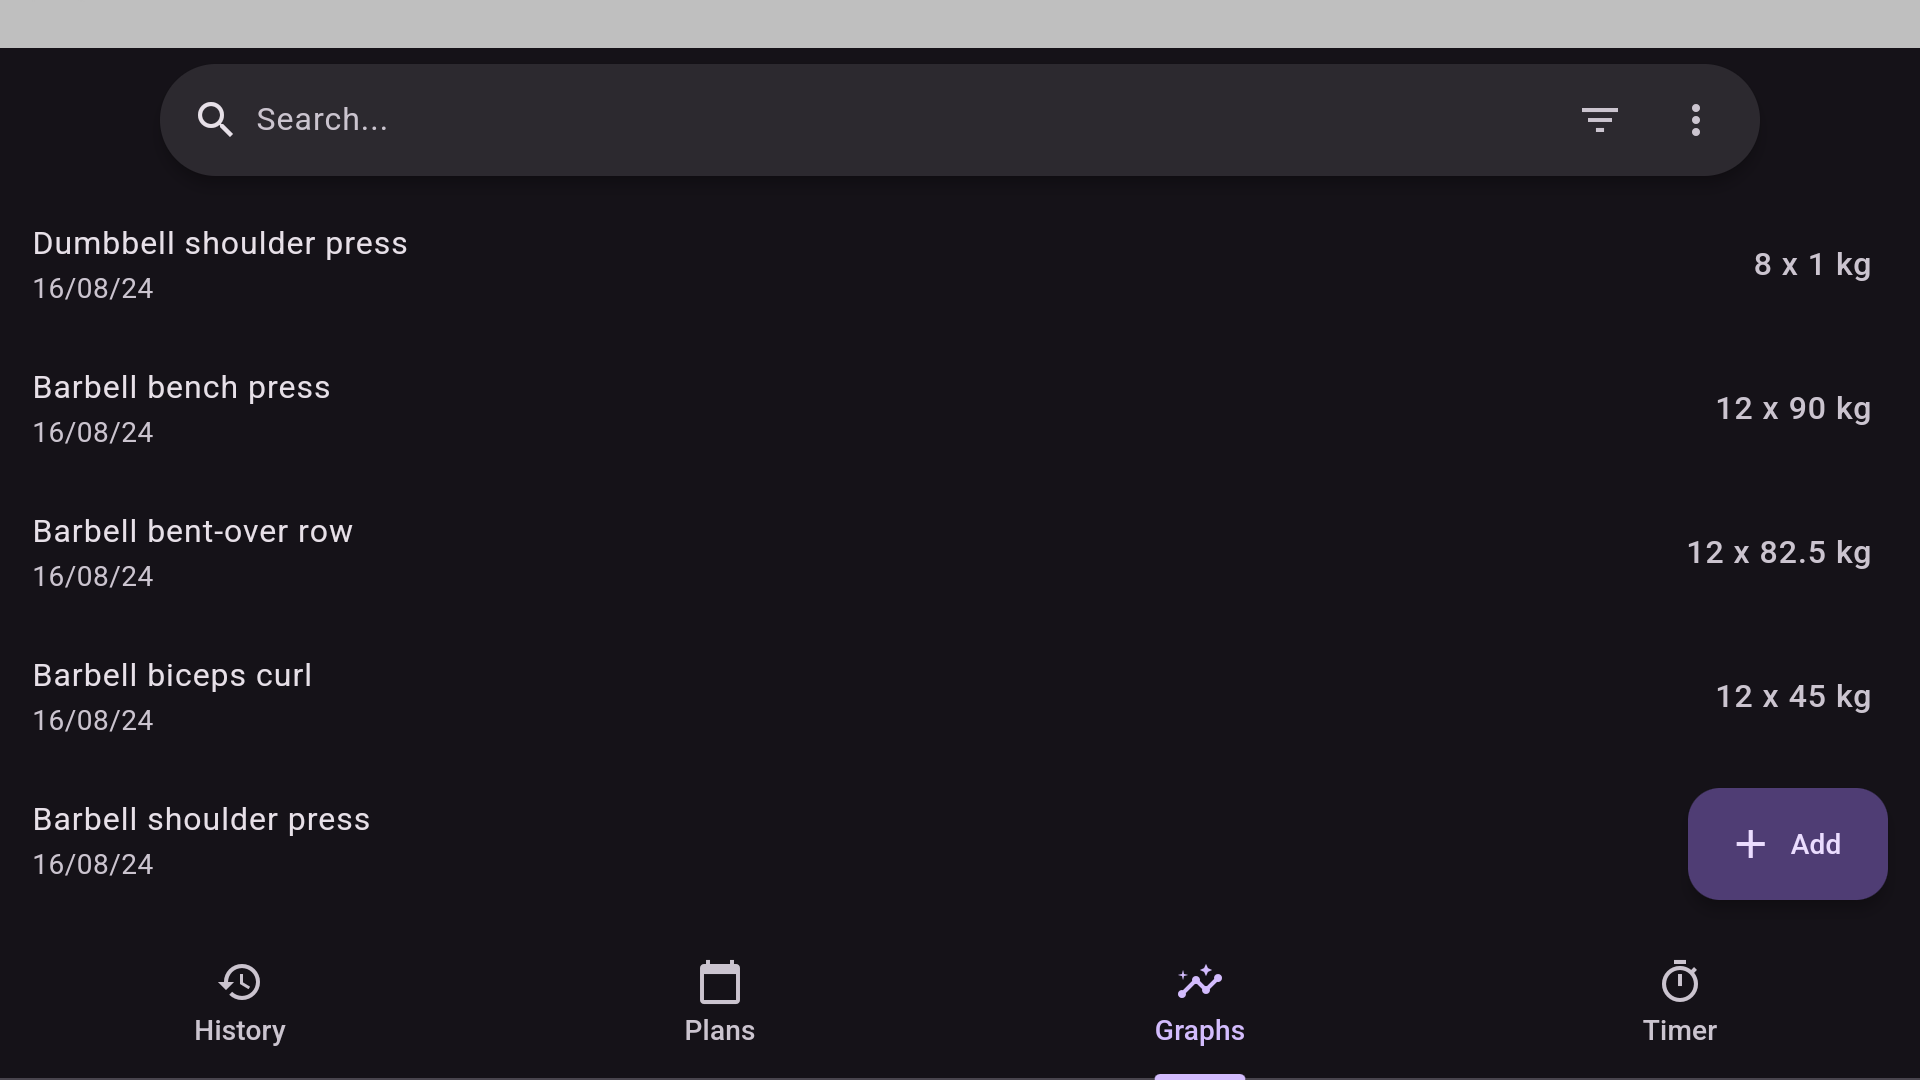 Search...
Dumbbell shoulder press
16/08/24
8 x 1 kg
Barbell bench press
16/08/24
12 x 90 kg
Barbell bent-over row
16/08/24
12 x 82.5 kg
Barbell biceps curl
16/08/24
12 x 45 kg
Barbell shoulder press
16/08/24
Add
History
Plans
Graphs
Timer